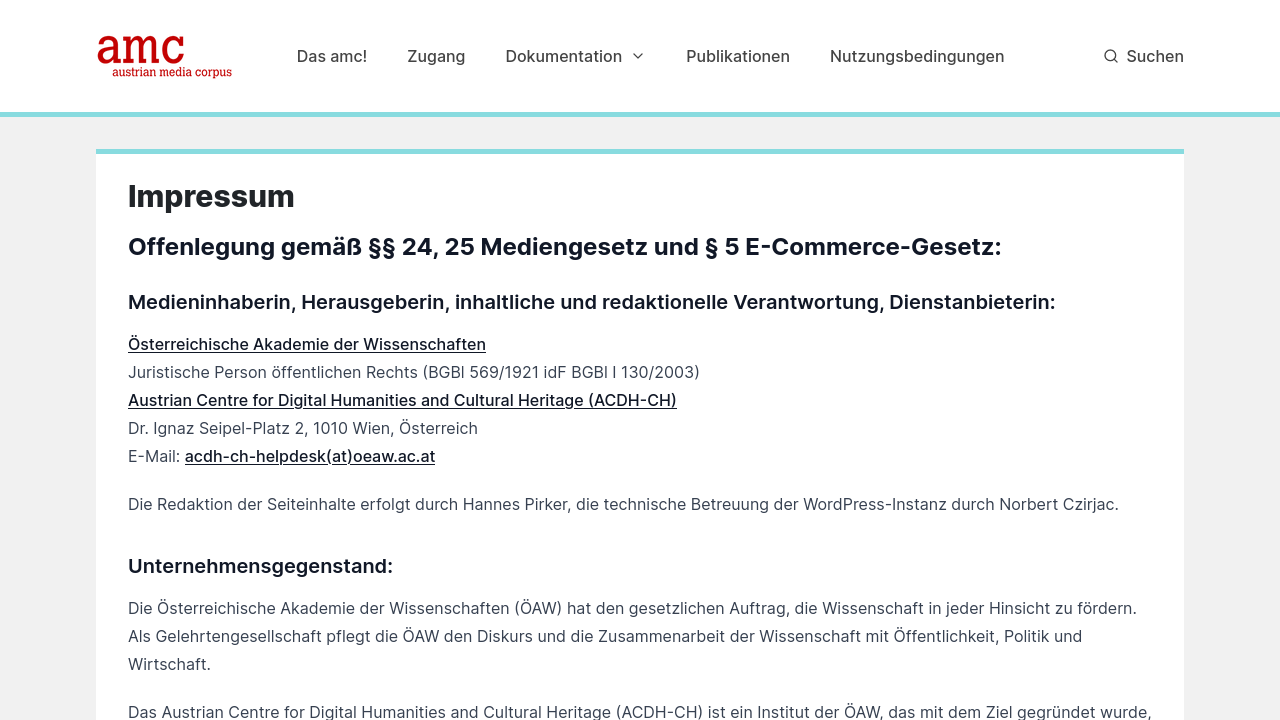 amc
austrian media corpus
Das amc!
Zugang
Dokumentation
Publikationen
Nutzungsbedingungen
Suchen
Impressum
Offenlegung gemäß §§ 24, 25 Mediengesetz und § 5 E-Commerce-Gesetz:
Medieninhaberin, Herausgeberin, inhaltliche und redaktionelle Verantwortung, Dienstanbieterin:
Österreichische Akademie der Wissenschaften
Juristische Person öffentlichen Rechts (BGBl 569/1921 idF BGBl I 130/2003)
Austrian Centre for Digital Humanities and Cultural Heritage (ACDH-CH)
Dr. Ignaz Seipel-Platz 2, 1010 Wien, Österreich
E-Mail: acdh-ch-helpdesk(at)oeaw.ac.at
Die Redaktion der Seiteinhalte erfolgt durch Hannes Pirker, die technische Betreuung der WordPress-Instanz durch Norbert Czirjac.
Unternehmensgegenstand:
Die Österreichische Akademie der Wissenschaften (ÖAW) hat den gesetzlichen Auftrag, die Wissenschaft in jeder Hinsicht zu fördern.
Als Gelehrtengesellschaft pflegt die ÖAW den Diskurs und die Zusammenarbeit der Wissenschaft mit Öffentlichkeit, Politik und
Wirtschaft.
Das Austrian Centre for Digital Humanities and Cultural Heritage (ACDH-CH) ist ein Institut der ÖAW, das mit dem Ziel gegründet wurde,